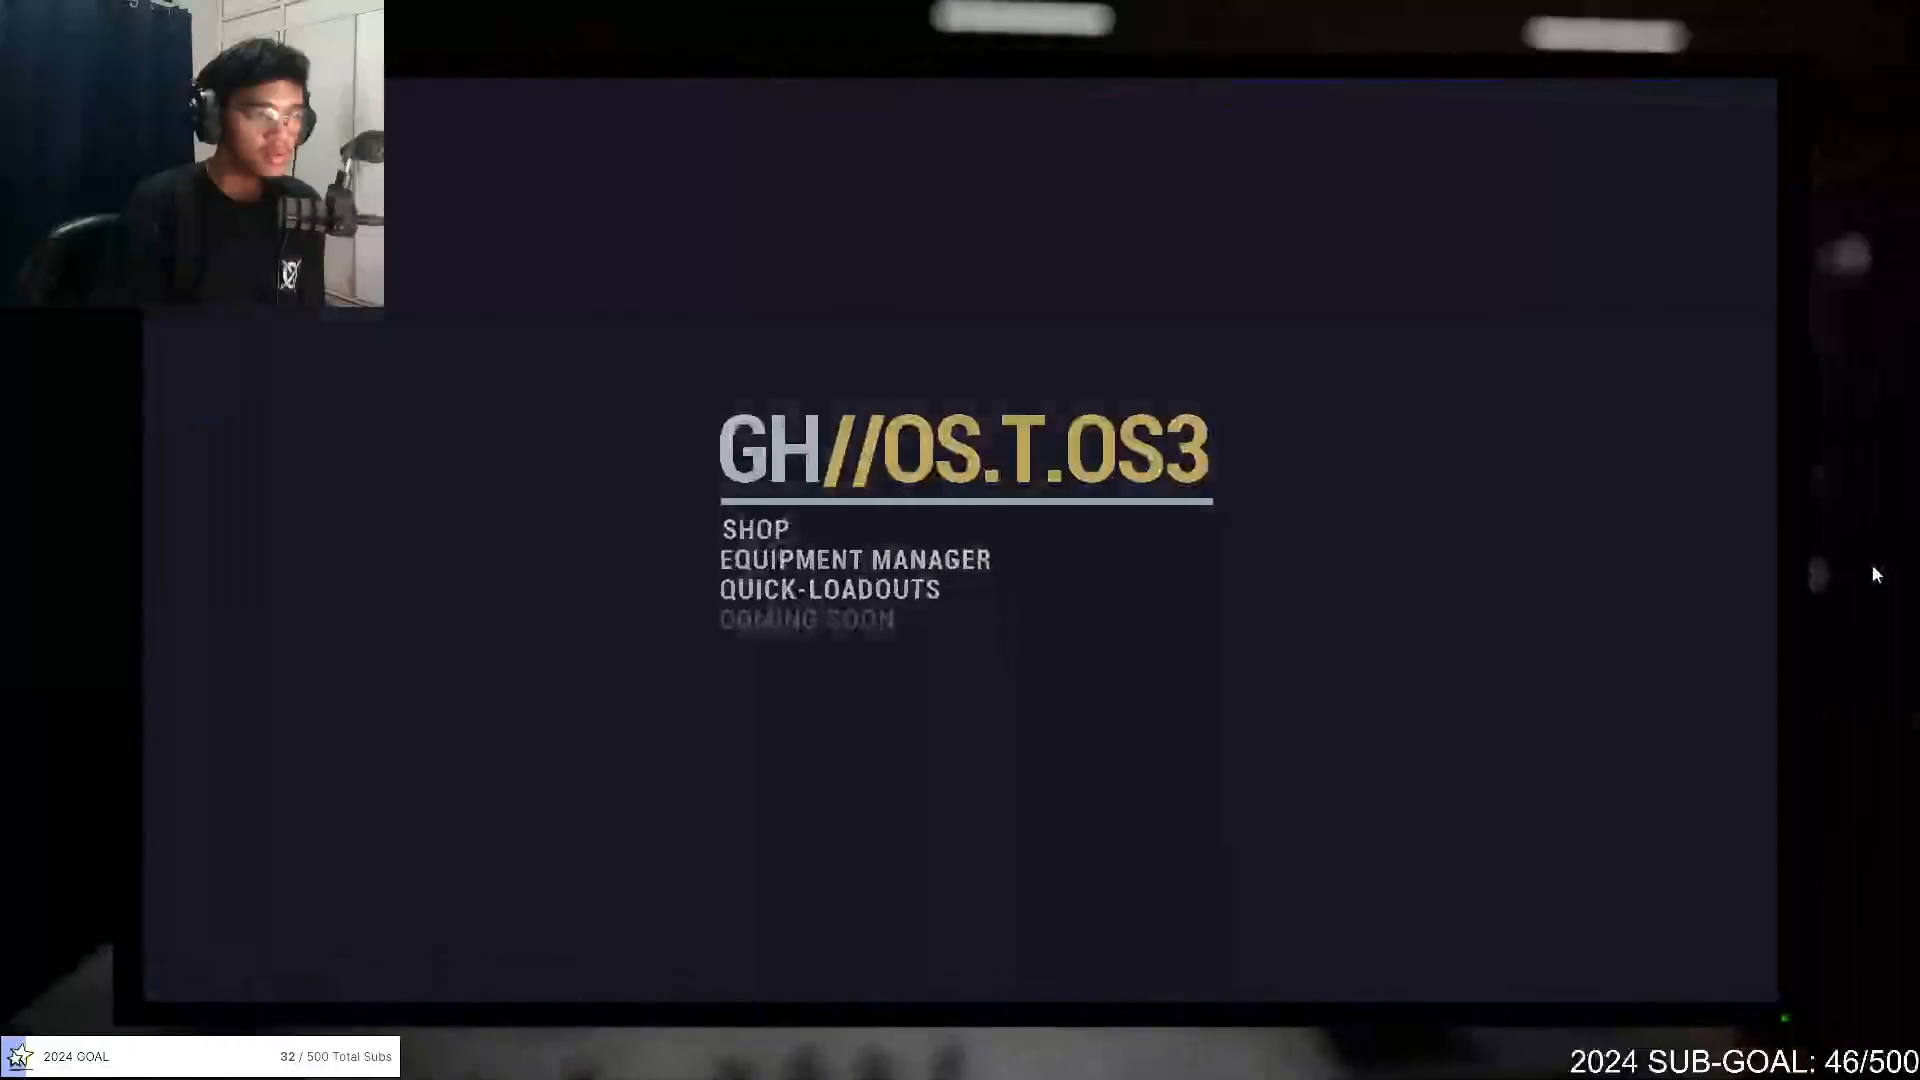 GH//OS.T.OS3
SHOP
EQUIPMENT MANAGER
QUICK-LOADOUTS
COMING SOON
2024 GOAL
32 / 500 Total Subs
2024 SUB-GOAL: 46/500